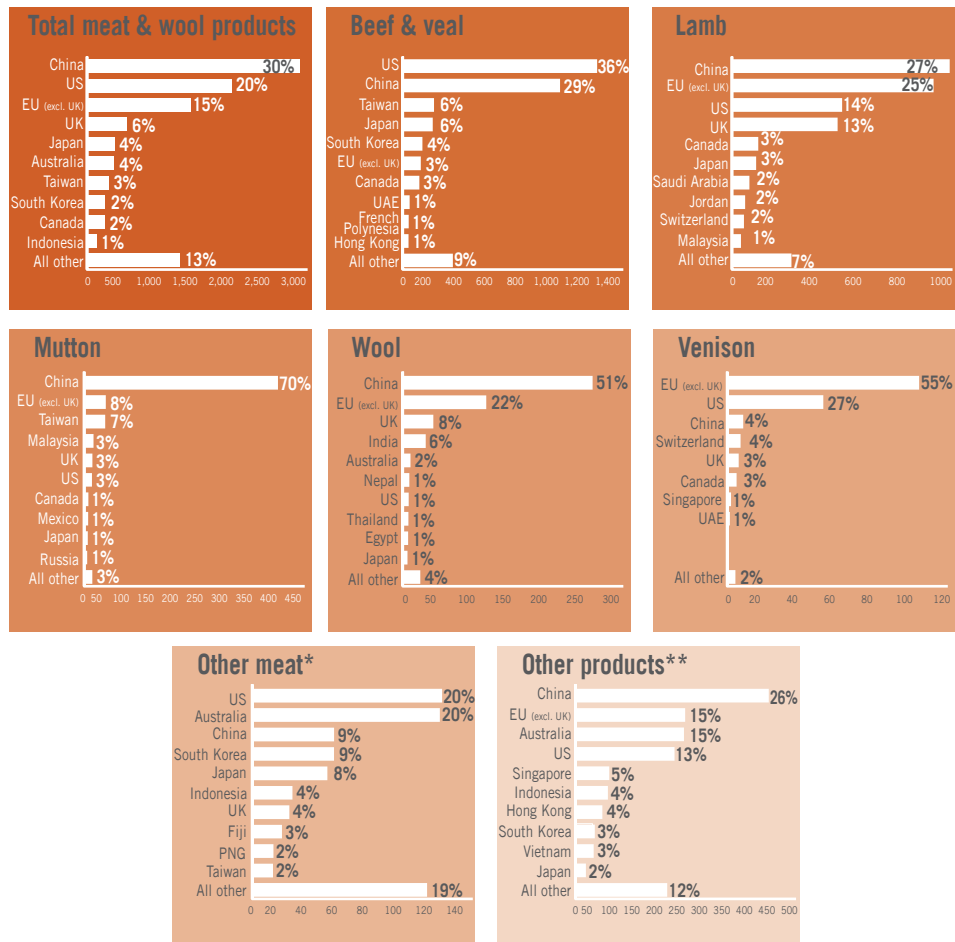 Total meat & wool products
China 30%
US 20%
EU (excl. UK) 15%
UK 6%
Japan 4%
Australia 4%
Taiwan 3%
South Korea 2%
Canada 2%
Indonesia 1%
All other 13%
0 500 1,000 1,500 2,000 2,500 3,000
Beef & veal
US 36%
China 29%
Taiwan 6%
Japan 6%
South Korea 4%
EU (excl. UK) 3%
Canada 3%
UAE 1%
French
Polynesia 1%
Hong Kong 1%
All other 9%
0 200 400 600 800 1,000 1,200 1,400
Lamb
China 27%
EU (excl. UK) 25%
US 14%
UK 13%
Canada 3%
Japan 3%
Saudi Arabia 2%
Jordan 2%
Switzerland 2%
Malaysia 1%
All other 7%
0 200 400 600 800 1000
Mutton
China 70%
EU (excl. UK) 8%
Taiwan 7%
Malaysia 3%
UK 3%
US 3%
Canada 1%
Mexico 1%
Japan 1%
Russia 1%
All other 3%
0 50 100 150 200 250 300 350 400 450
Wool
China 51%
EU (excl. UK) 22%
UK 8%
India 6%
Australia 2%
Nepal 1%
US 1%
Thailand 1%
Egypt 1%
Japan 1%
All other 4%
0 50 100 150 200 250 300
Venison
EU (excl. UK) 55%
US 27%
China 4%
Switzerland 4%
UK 3%
Canada 3%
Singapore 1%
UAE 1%
All other 2%
0 20 40 60 80 100 120
Other meat*
US 20%
Australia 20%
China 9%
South Korea 9%
Japan 8%
Indonesia 4%
UK 4%
Fiji 3%
PNG 2%
Taiwan 2%
All other 19%
0 20 40 60 80 100 120 140
Other products**
China 26%
EU (excl. UK) 15%
Australia 15%
US 13%
Singapore 5%
Indonesia 4%
Hong Kong 4%
South Korea 3%
Vietnam 3%
Japan 2%
All other 12%
0 50 100 150 200 250 300 350 400 450 500